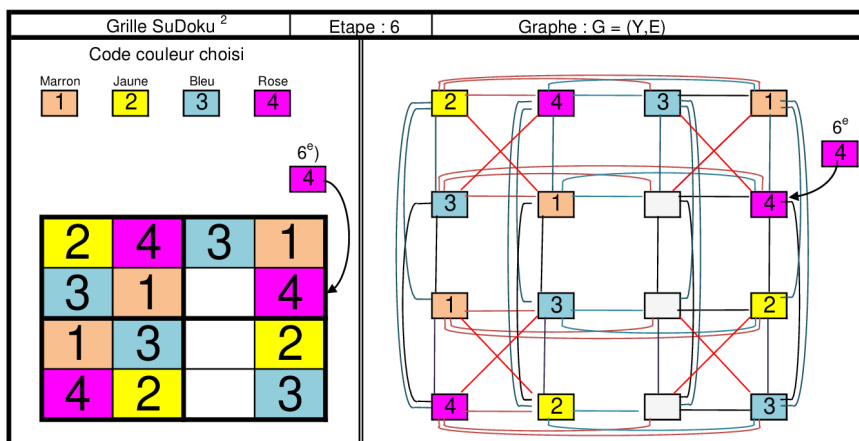 Grille SuDoku 2 Etape : 6 Graphe : G = (Y,E)
Code couleur choisi
Marron Jaune Bleu Rose
1 2 3 4
6e)
4
2 4 3 1
3 1 4
1 3 2
4 2 3
2 4 3 1
6e
4
3 1 4
1 3 2
4 2 3